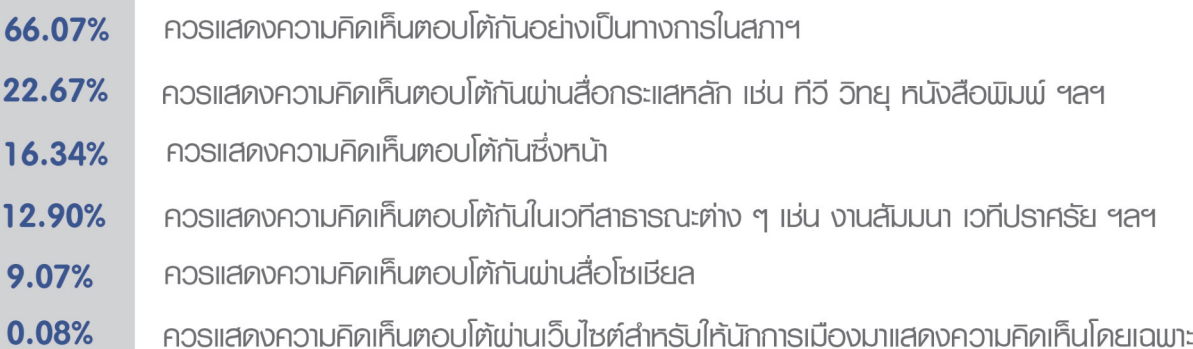 66.07% ควรแสดงความคิดเห็นตอบโต้กันอย่างเป็นทางการในสภาฯ
22.67% ควรแสดงความคิดเห็นตอบโต้กันผ่านสื่อกระแสหลัก เช่น ทีวี วิทยุ หนังสือพิมพ์ ฯลฯ
16.34% ควรแสดงความคิดเห็นตอบโต้กันซึ่งหน้า
12.90% ควรแสดงความคิดเห็นตอบโต้กันในเวทีสาธารณะต่าง ๆ เช่น งานสัมมนา เวทีปราศรัย ฯลฯ
9.07% ควรแสดงความคิดเห็นตอบโต้กันผ่านสื่อโซเชียล
0.08% ควรแสดงความคิดเห็นตอบโต้ผ่านเว็บไซต์สำหรับให้นักการเมืองมาแสดงความคิดเห็นโดยเฉพาะ